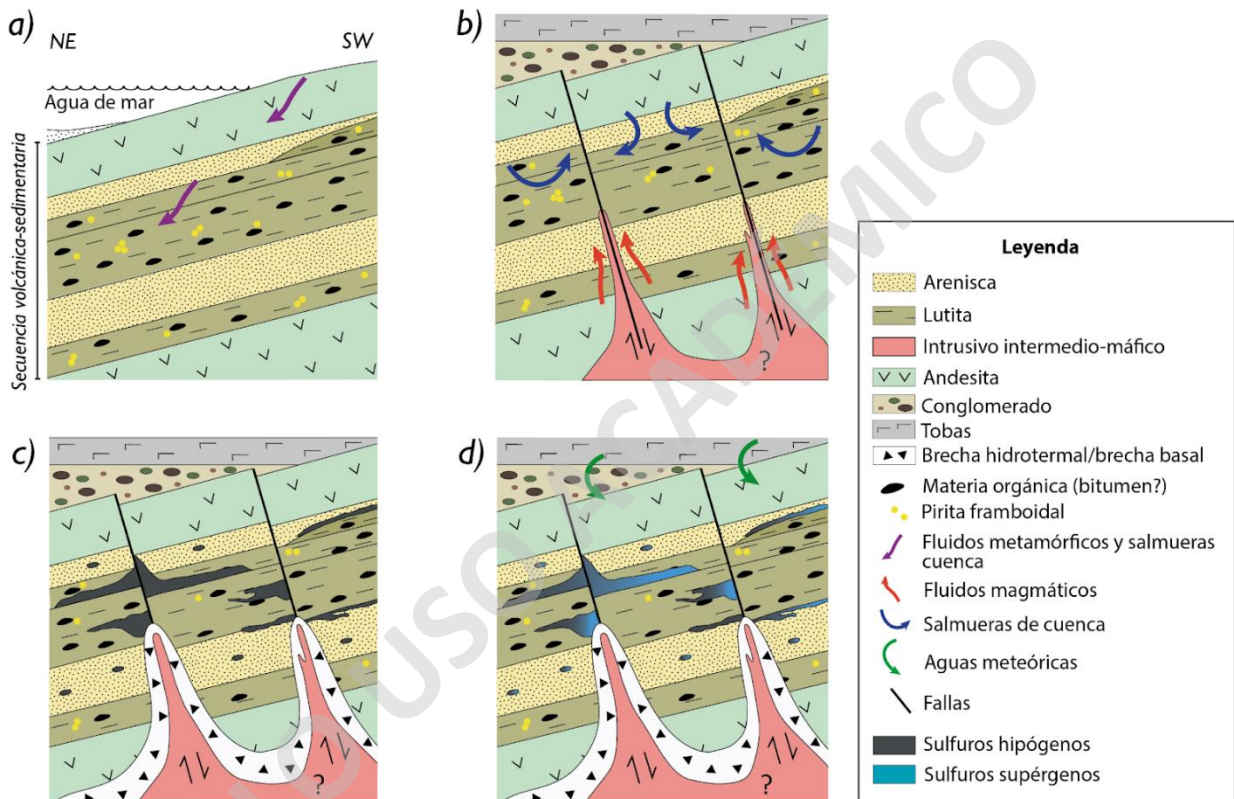 a)
NE
SW
Agua de mar
Secuencia volcánica-sedimentaria
b)
?
c)
?
d)
?
Leyenda
Arenisca
Lutita
Intrusivo intermedio-máfico
Andesita
Conglomerado
Tobas
Brecha hidrotermal/brecha basal
Materia orgánica (bitumen?)
Pirita framboidal
Fluidos metamórficos y salmueras
cuenca
Fluidos magmáticos
Salmueras de cuenca
Aguas meteóricas
Fallas
Sulfuros hipógenos
Sulfuros supérgenos
O USO ACADEMICO